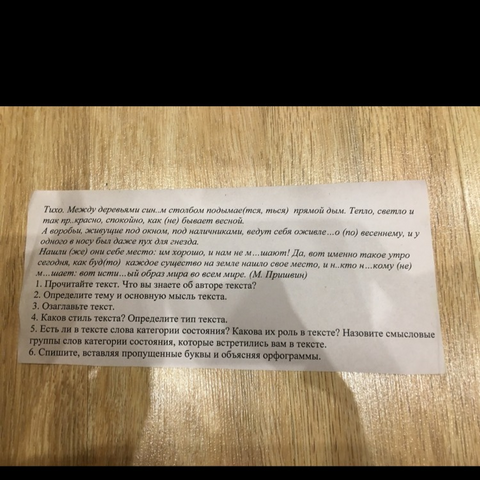 Тихо. Между деревьями син..м столбом подымае(тся, ться) прямой дым. Тепло, светло и
так пр..красно, спокойно, как (не) бывает весной.
А воробьи, живущие под окном, под наличниками, ведут себя оживле…о (по) весеннему, и у
одного в носу был даже пух для гнезда.
Нашли (же) они себе место: им хорошо, и нам не м…шают! Да, вот именно такое утро
сегодня, как буд(то) каждое существо на земле нашло свое место, и н..кто н…кому (не)
м…шает: вот исти…ый образ мира во всем мире. (М. Пришвин)
1. Прочитайте текст. Что вы знаете об авторе текста?
2. Определите тему и основную мысль текста.
3. Озаглавьте текст.
4. Каков стиль текста? Определите тип текста.
5. Есть ли в тексте слова категории состояния? Какова их роль в тексте? Назовите смысловые
группы слов категории состояния, которые встретились вам в тексте.
6. Спишите, вставляя пропущенные буквы и объясняя орфограммы.